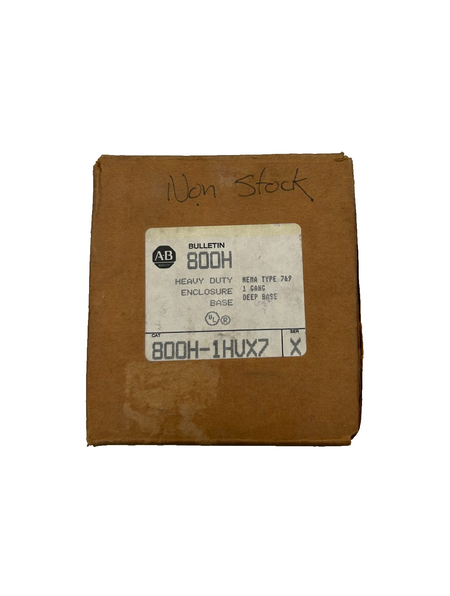 Non Stock
AB
BULLETIN
800H
HEAVY DUTY
ENCLOSURE
BASE
NEMA TYPE 7&9
1 GANG
DEEP BASE
UL
CAT
SER
800H-1HVX7
X